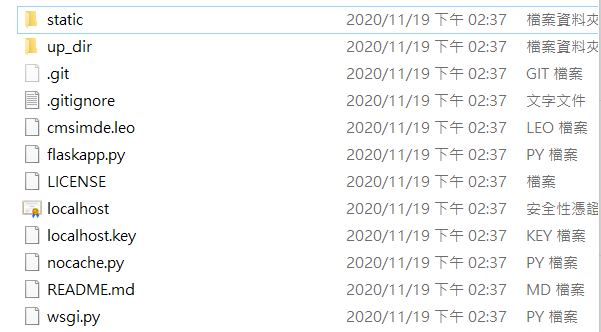 static 2020/11/19 下午 02:37 檔案資料夾
up_dir 2020/11/19 下午 02:37 檔案資料夾
.git 2020/11/19 下午 02:37 GIT 檔案
.gitignore 2020/11/19 下午 02:37 文字文件
cmsimde.leo 2020/11/19 下午 02:37 LEO 檔案
flaskapp.py 2020/11/19 下午 02:37 PY 檔案
LICENSE 2020/11/19 下午 02:37 檔案
localhost 2020/11/19 下午 02:37 安全性憑證
localhost.key 2020/11/19 下午 02:37 KEY 檔案
nocache.py 2020/11/19 下午 02:37 PY 檔案
README.md 2020/11/19 下午 02:37 MD 檔案
wsgi.py 2020/11/19 下午 02:37 PY 檔案